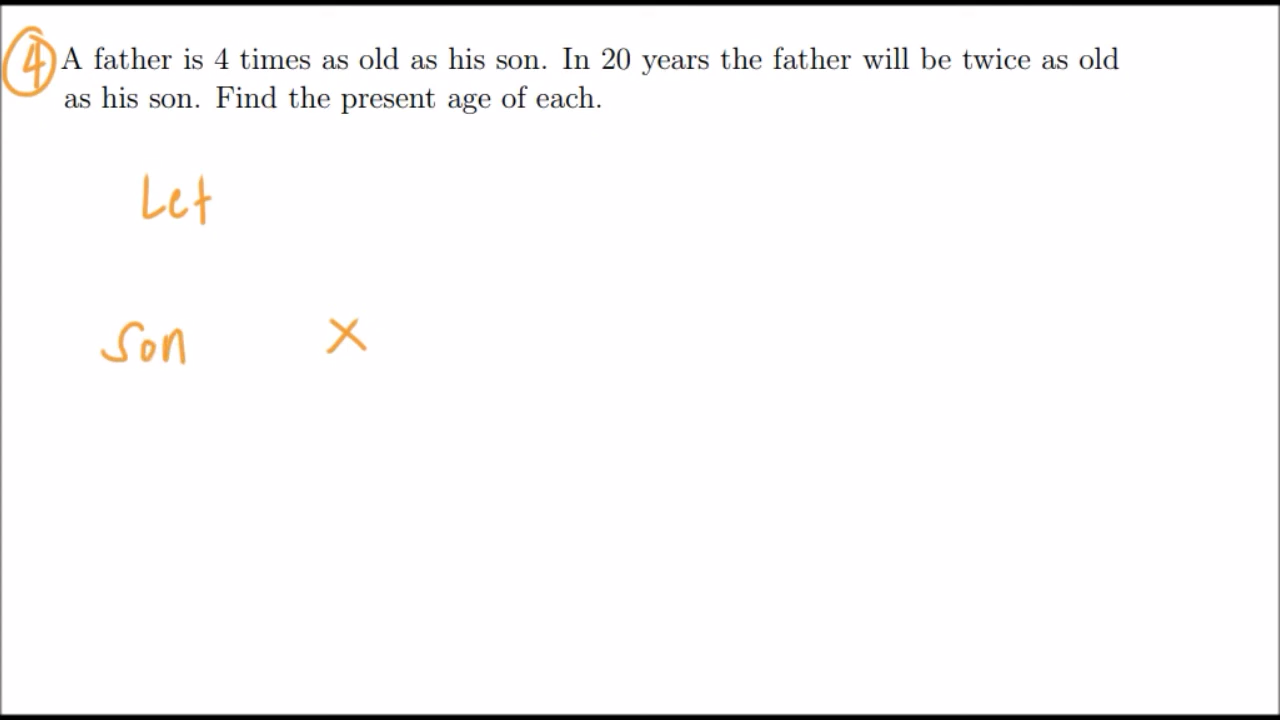 ④ A father is 4 times as old as his son. In 20 years the father will be twice as old
as his son. Find the present age of each.
Let
Son x